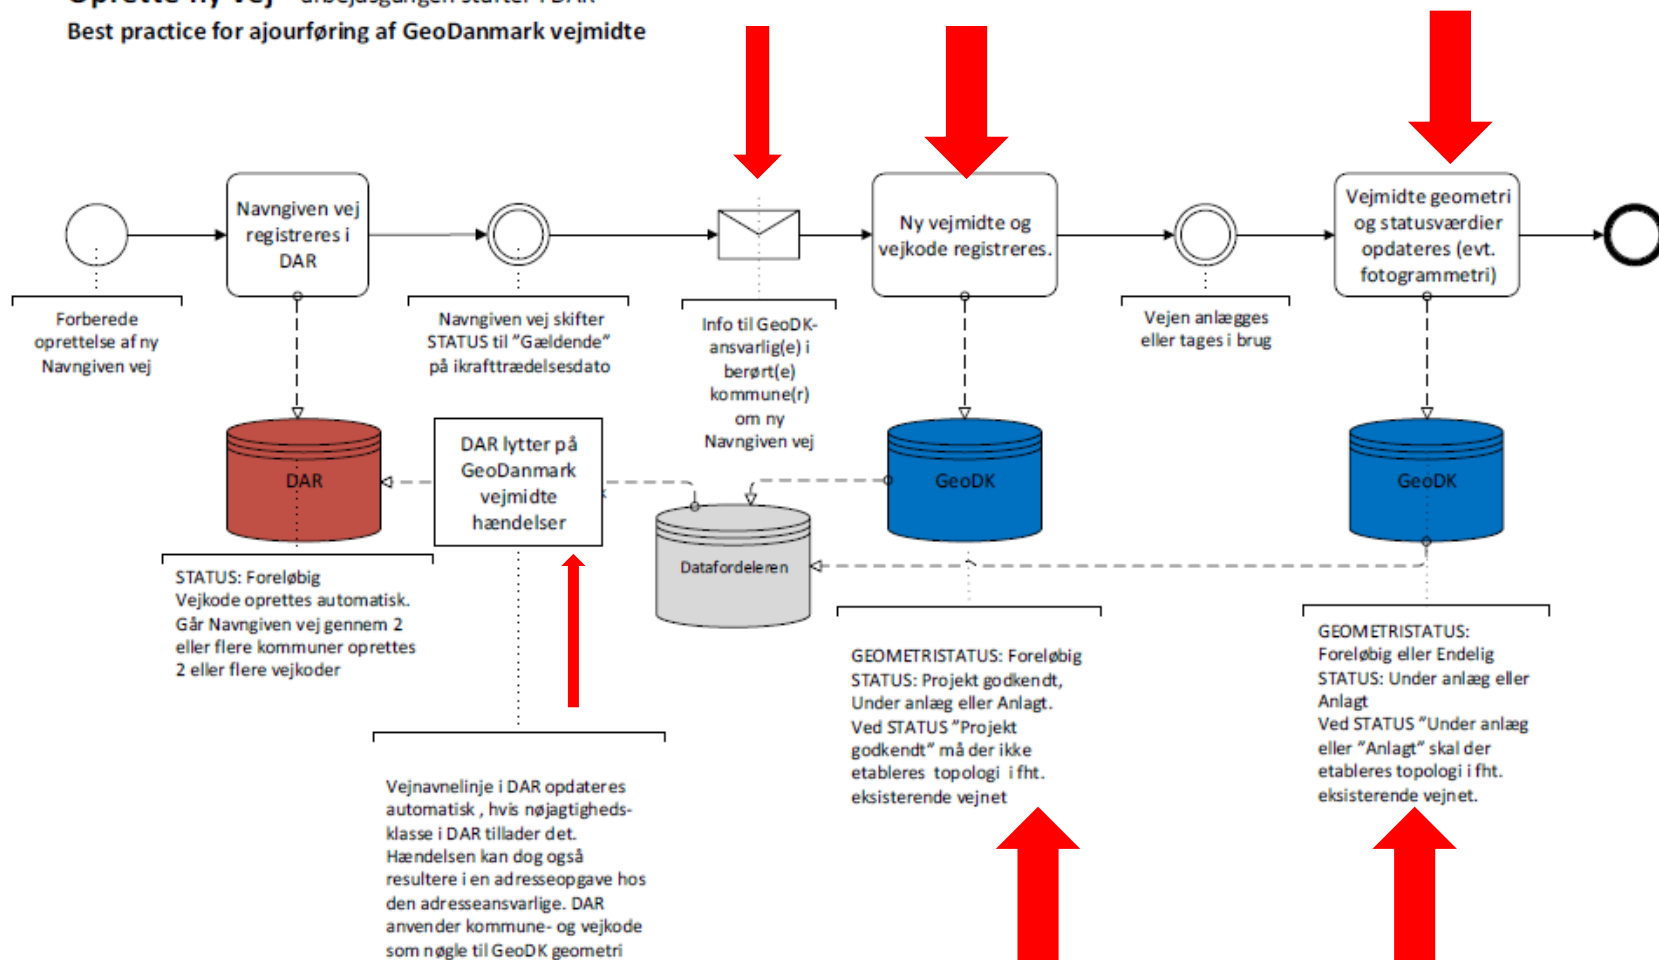 Oprette ny vej - arbejdsgangen starter i DAR
Best practice for ajourføring af GeoDanmark vejmidte
Navngiven vej
registreres i
DAR
Ny vejmidte og
vejkode registreres.
Vejmidte geometri
og statusværdier
opdateres (evt.
fotogrammetri)
Forberede
oprettelse af ny
Navngiven vej
Navngiven vej skifter
STATUS til ”Gældende”
på ikrafttrædelsesdato
Info til GeoDK-
ansvarlig(e) i
berørt(e)
kommune(r)
om ny
Navngiven vej
Vejen anlægges
eller tages i brug
DAR
DAR lytter på
GeoDanmark
vejmidte
hændelser
Datafordeleren
GeoDK
GeoDK
STATUS: Foreløbig
Vejkode oprettes automatisk.
Går Navngiven vej gennem 2
eller flere kommuner oprettes
2 eller flere vejkoder
GEOMETRISTATUS: Foreløbig
STATUS: Projekt godkendt,
Under anlæg eller Anlagt.
Ved STATUS ”Projekt
godkendt” må der ikke
etableres topologi i fht.
eksisterende vejnet
GEOMETRISTATUS:
Foreløbig eller Endelig
STATUS: Under anlæg eller
Anlagt
Ved STATUS ”Under anlæg
eller ”Anlagt” skal der
etableres topologi i fht.
eksisterende vejnet.
Vejnavnelinje i DAR opdateres
automatisk , hvis nøjagtigheds-
klasse i DAR tillader det.
Hændelsen kan dog også
resultere i en adresseopgave hos
den adresseansvarlige. DAR
anvender kommune- og vejkode
som nøgle til GeoDK geometri